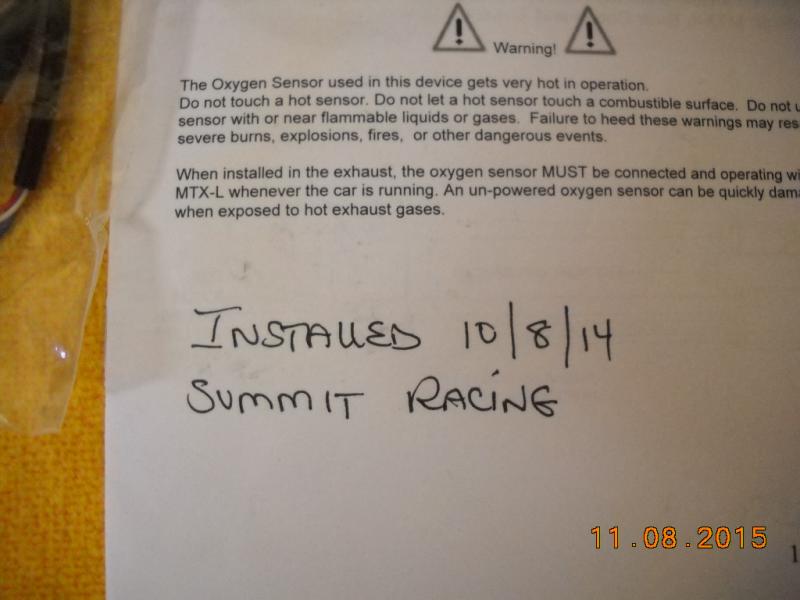 Warning!
The Oxygen Sensor used in this device gets very hot in operation.
Do not touch a hot sensor. Do not let a hot sensor touch a combustible surface. Do not
sensor with or near flammable liquids or gases. Failure to heed these warnings may
severe burns, explosions, fires, or other dangerous events.
When installed in the exhaust, the oxygen sensor MUST be connected and operating
MTX-L whenever the car is running. An un-powered oxygen sensor can be quickly
when exposed to hot exhaust gases.
INSTALLED 10/8/14
SUMMIT RACING
11.08.2015